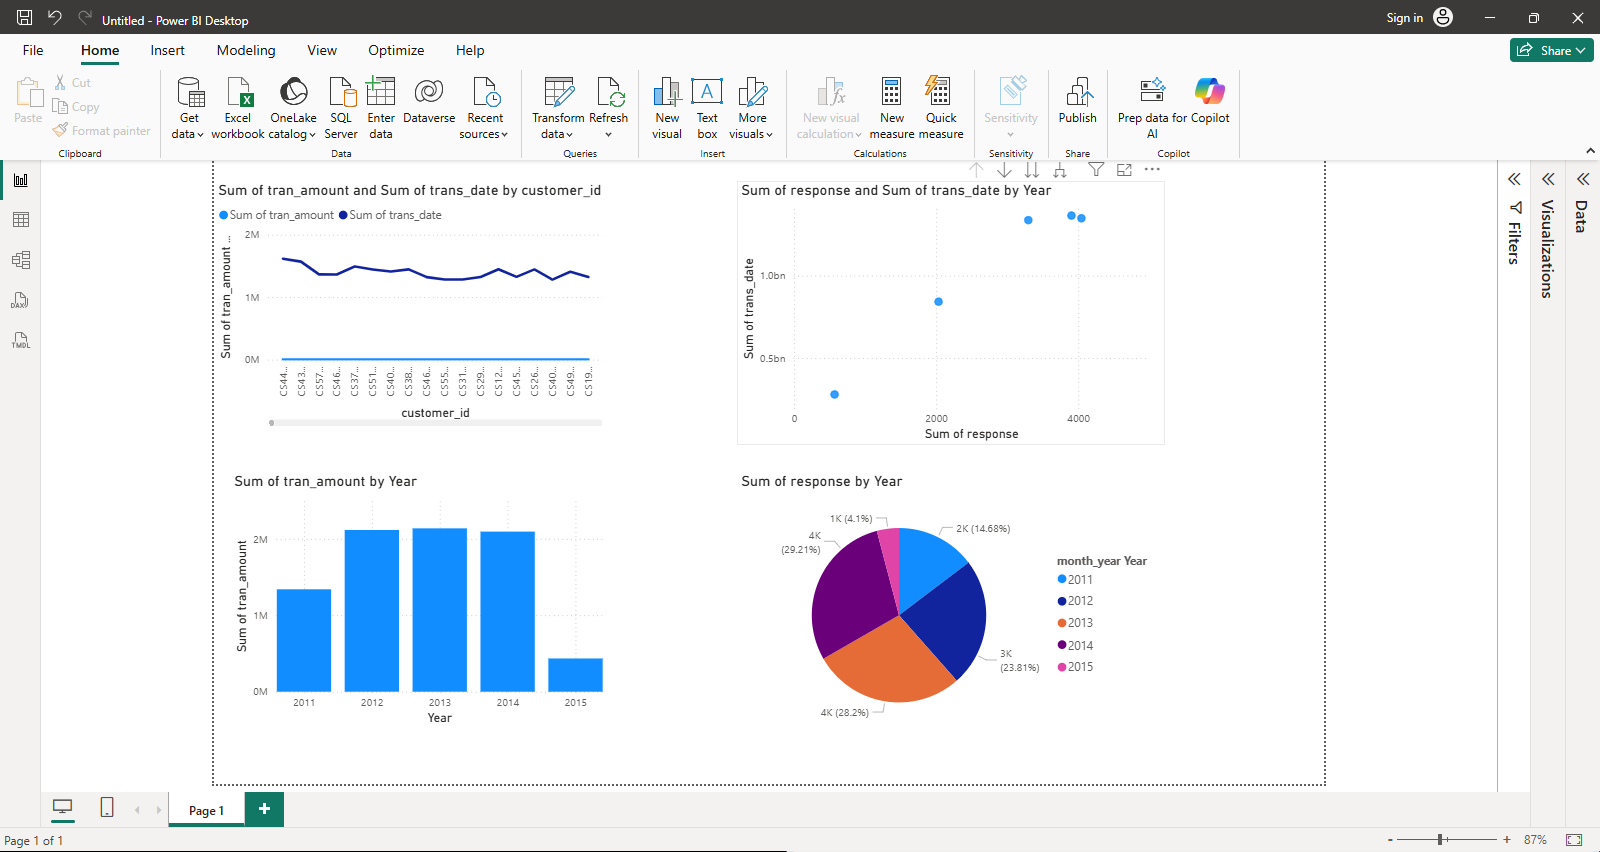 Untitled - Power BI Desktop
Sign in
File Home Insert Modeling View Optimize Help
Share
Paste
Cut
Copy
Format painter
Clipboard
Get data
Excel workbook
OneLake catalog
SQL Server
Enter data
Dataverse
Recent sources
Data
Transform data
Refresh
Queries
New visual
Text box
More visuals
Insert
New visual calculation
New measure
Quick measure
Calculations
Sensitivity
Sensitivity
Publish
Share
Prep data for AI
Copilot
Copilot
DAX
TMDL
Sum of tran_amount and Sum of trans_date by customer_id
Sum of tran_amount Sum of trans_date
Sum of tran_amount ...
2M
1M
0M
CS44... CS43... CS57... CS46... CS37... CS51... CS40... CS38... CS46... CS55... CS31... CS29... CS12... CS45... CS26... CS40... CS49... CS19...
customer_id
Sum of response and Sum of trans_date by Year
Sum of trans_date
1.0bn
0.5bn
0 2000 4000
Sum of response
Filters
Visualizations
Data
Sum of tran_amount by Year
Sum of tran_amount
2M
1M
0M
2011 2012 2013 2014 2015
Year
Sum of response by Year
1K (4.1%)
2K (14.68%)
4K
(29.21%)
3K
(23.81%)
4K (28.2%)
month_year Year
2011
2012
2013
2014
2015
Page 1
+
Page 1 of 1
- + 87%